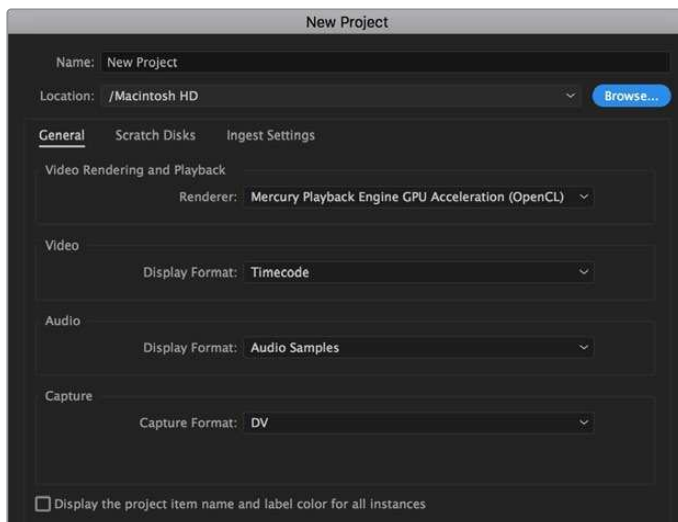 New Project
Name: New Project
Location: /Macintosh HD Browse...
General Scratch Disks Ingest Settings
Video Rendering and Playback
Renderer: Mercury Playback Engine GPU Acceleration (OpenCL)
Video
Display Format: Timecode
Audio
Display Format: Audio Samples
Capture
Capture Format: DV
Display the project item name and label color for all instances